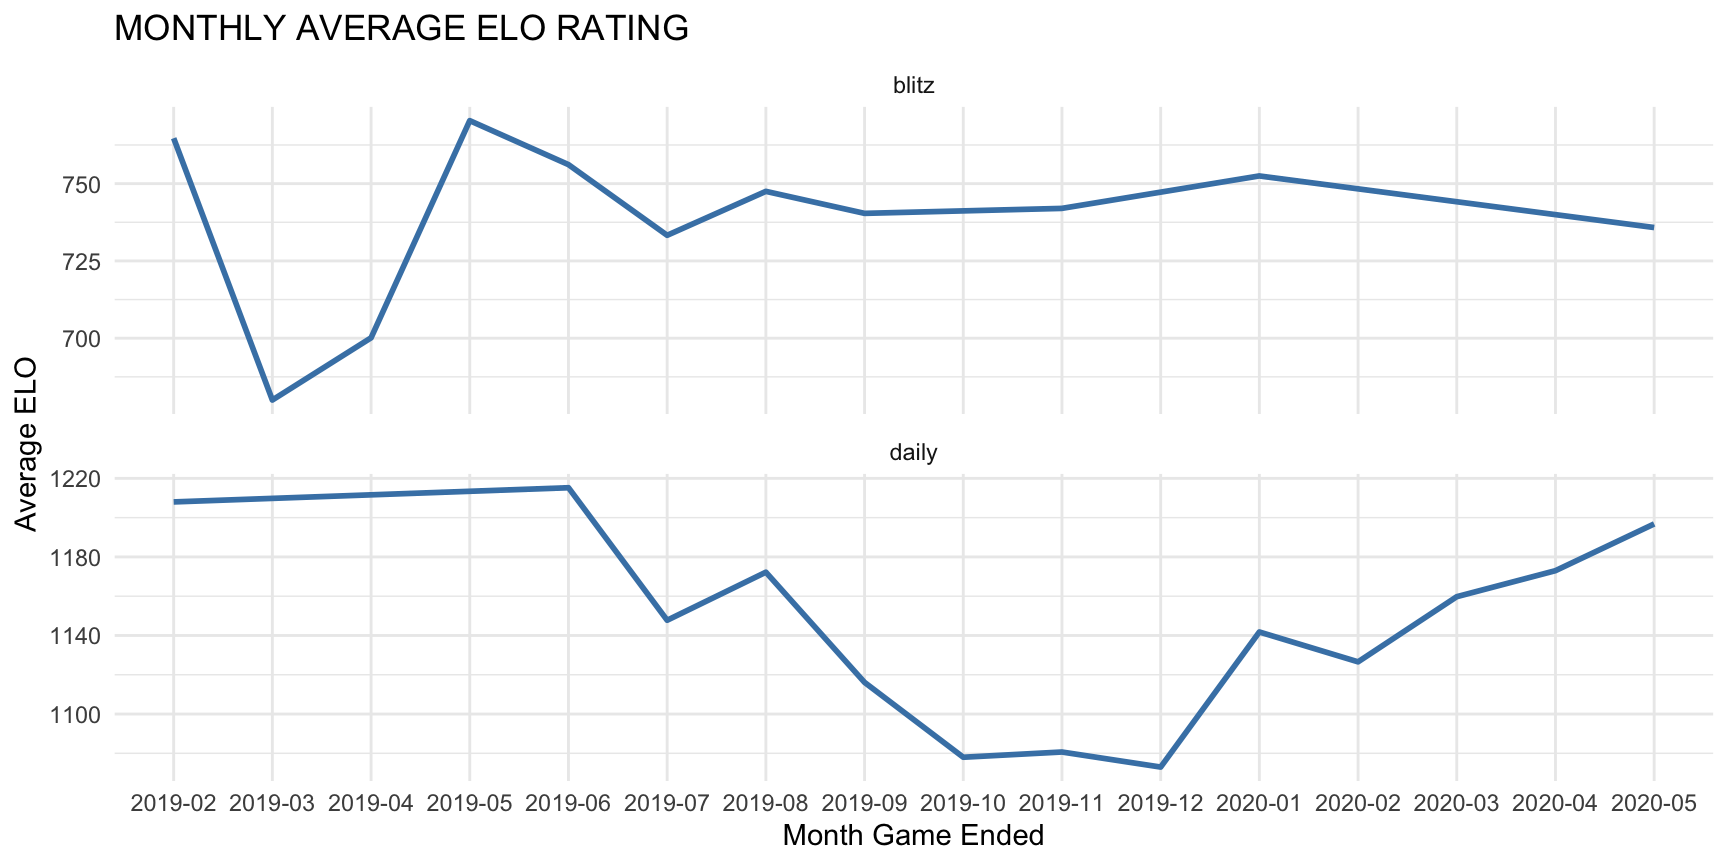 MONTHLY AVERAGE ELO RATING
blitz
750
725
700
Average ELO
daily
1220
1180
1140
1100
2019-02 2019-03 2019-04 2019-05 2019-06 2019-07 2019-08 2019-09 2019-10 2019-11 2019-12 2020-01 2020-02 2020-03 2020-04 2020-05
Month Game Ended